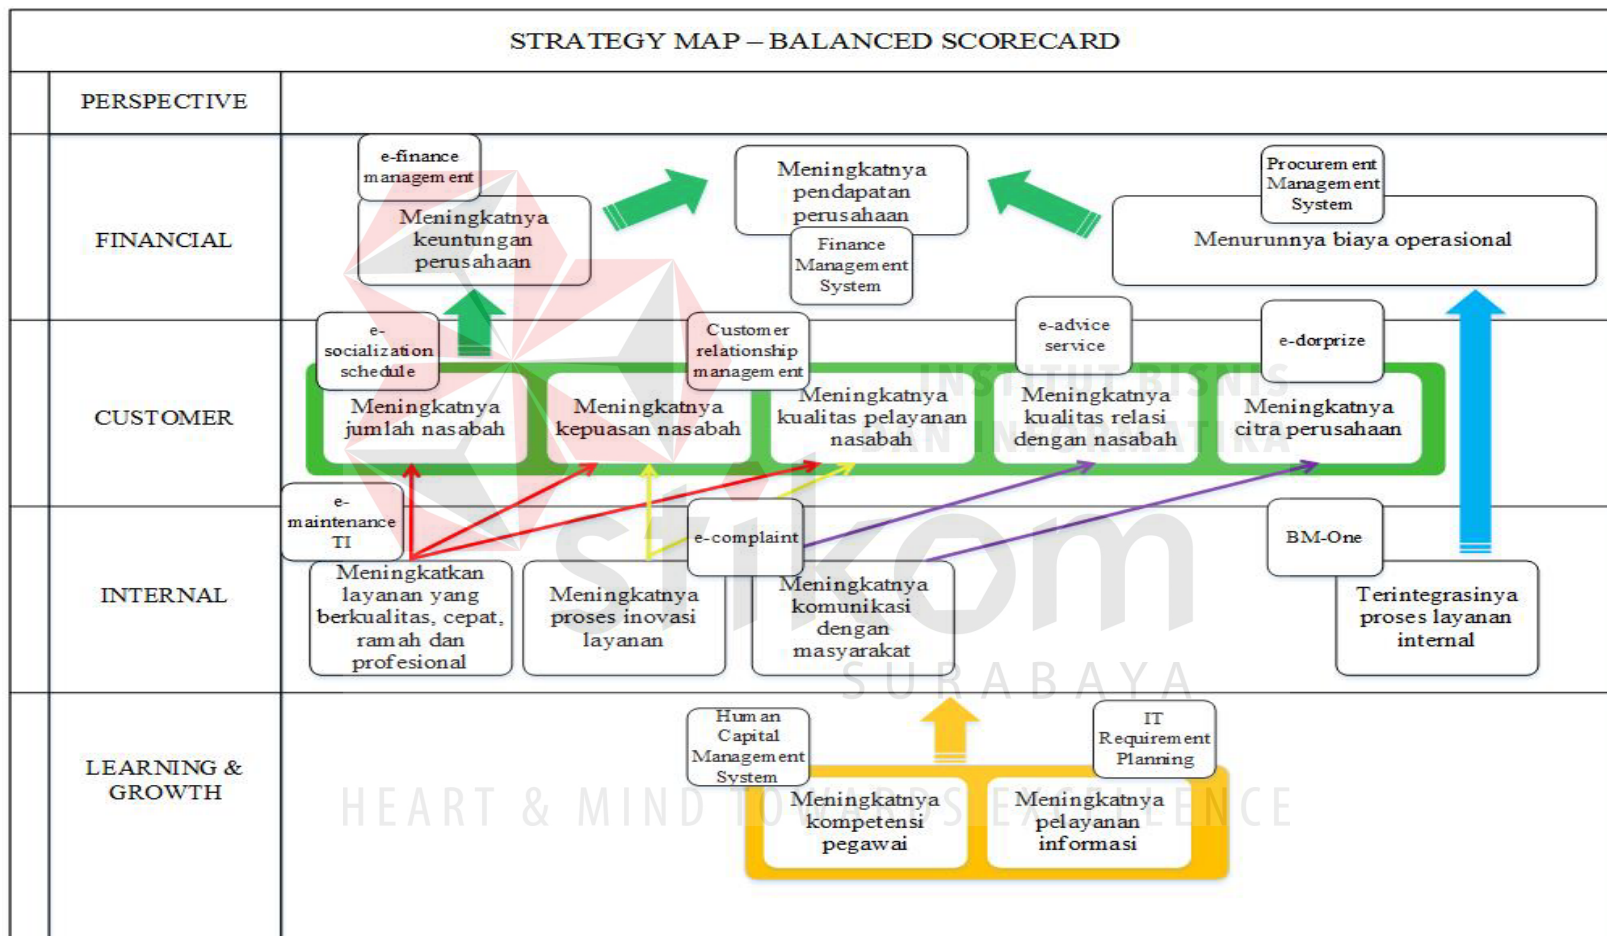 STRATEGY MAP – BALANCED SCORECARD
PERSPECTIVE
FINANCIAL
e-finance
management
Meningkatnya
keuntungan
perusahaan
Meningkatnya
pendapatan
perusahaan
Finance
Management
System
Procurement
Management
System
Menurunnya biaya operasional
CUSTOMER
e-
socialization
schedule
Meningkatnya
jumlah nasabah
Customer
relationship
management
Meningkatnya
kepuasan nasabah
Meningkatnya
kualitas pelayanan
nasabah
e-advice
service
Meningkatnya
kualitas relasi
dengan nasabah
e-dorprize
Meningkatnya
citra perusahaan
INSTITUT BISNIS
DAN INFORMATIKA
INTERNAL
e-
maintenance
TI
Meningkatkan
layanan yang
berkualitas, cepat,
ramah dan
profesional
Meningkatnya
proses inovasi
layanan
e-complaint
Meningkatnya
komunikasi
dengan
masyarakat
BM-One
Terintegrasinya
proses layanan
internal
stikom
SURABAYA
LEARNING &
GROWTH
Human
Capital
Management
System
Meningkatnya
kompetensi
pegawai
IT
Requirement
Planning
Meningkatnya
pelayanan
informasi
HEART & MIND TOWARDS EXCELLENCE